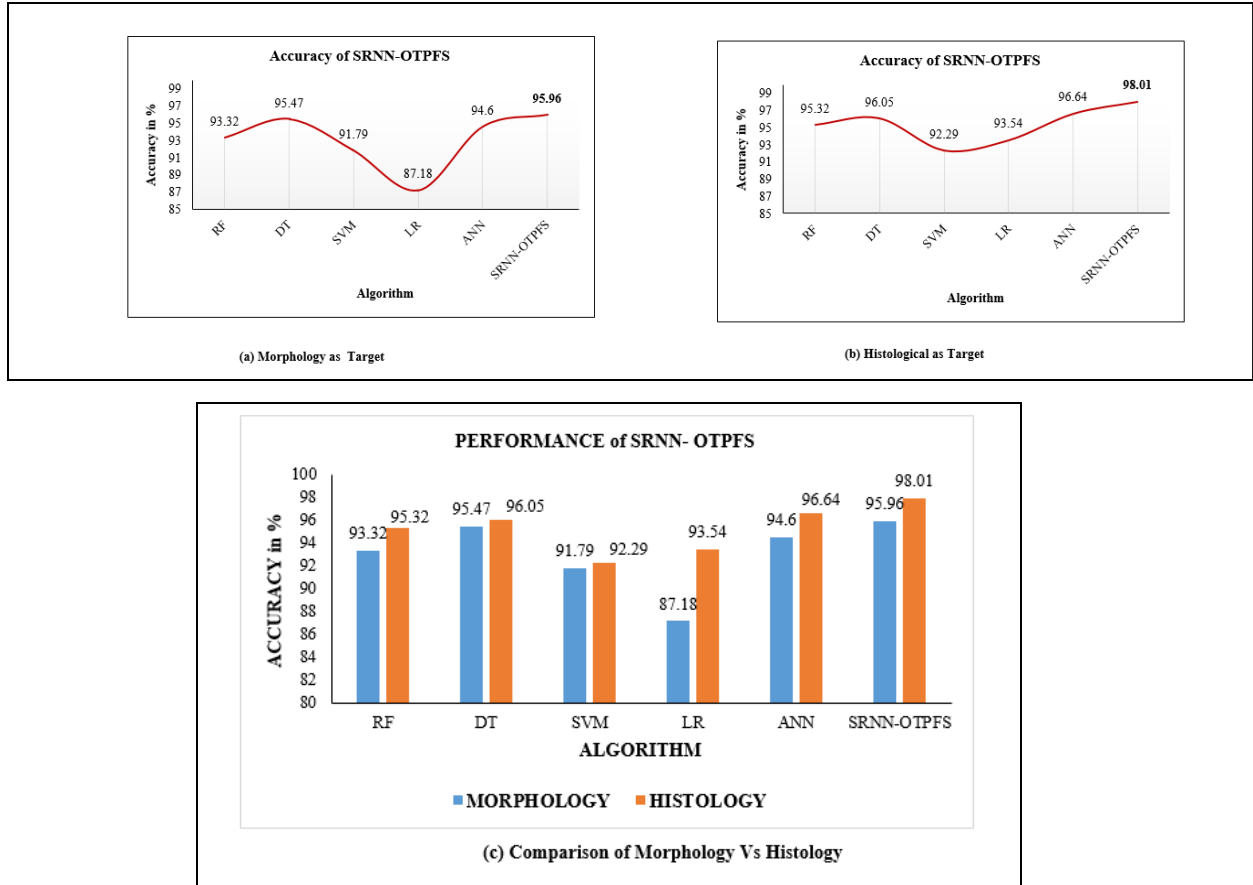 Accuracy of SRNN-OTPFS
Accuracy in %
99
97
95
93
91
89
87
85
93.32
95.47
91.79
87.18
94.6
95.96
RF
DT
SVM
LR
ANN
SRNN-OTPFS
Algorithm
(a) Morphology as Target
Accuracy of SRNN-OTPFS
Accuracy in %
99
97
95
93
91
89
87
85
95.32
96.05
92.29
93.54
96.64
98.01
RF
DT
SVM
LR
ANN
SRNN-OTPFS
Algorithm
(b) Histological as Target
PERFORMANCE of SRNN- OTPFS
ACCURACY in %
100
98
96
94
92
90
88
86
84
82
80
93.32
95.32
95.47
96.05
91.79
92.29
87.18
93.54
94.6
96.64
95.96
98.01
RF
DT
SVM
LR
ANN
SRNN-OTPFS
ALGORITHM
MORPHOLOGY
HISTOLOGY
(c) Comparison of Morphology Vs Histology